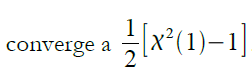 converge a 1/2[χ²(1)−1]